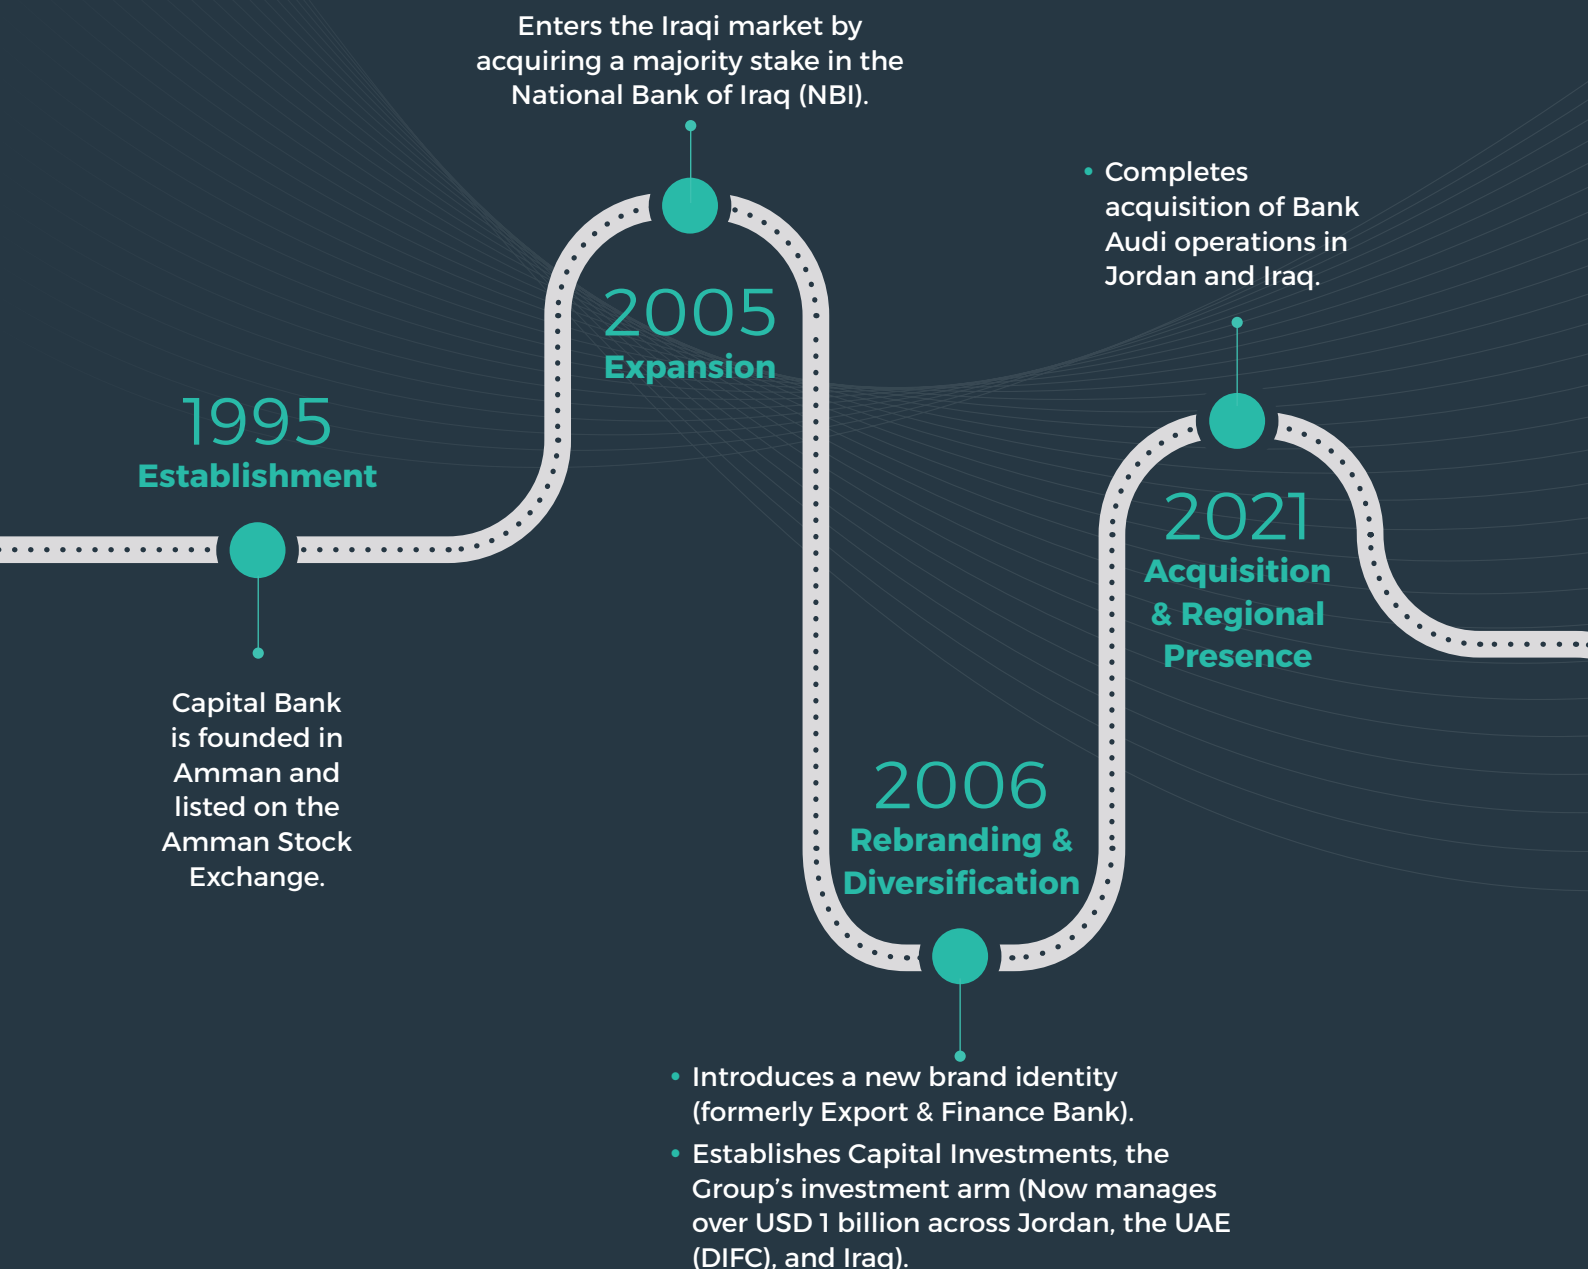 1995
Establishment
Capital Bank
is founded in
Amman and
listed on the
Amman Stock
Exchange.
Enters the Iraqi market by
acquiring a majority stake in the
National Bank of Iraq (NBI).
2005
Expansion
2006
Rebranding &
Diversification
• Introduces a new brand identity
(formerly Export & Finance Bank).
• Establishes Capital Investments, the
Group’s investment arm (Now manages
over USD 1 billion across Jordan, the UAE
(DIFC), and Iraq).
• Completes
acquisition of Bank
Audi operations in
Jordan and Iraq.
2021
Acquisition
& Regional
Presence